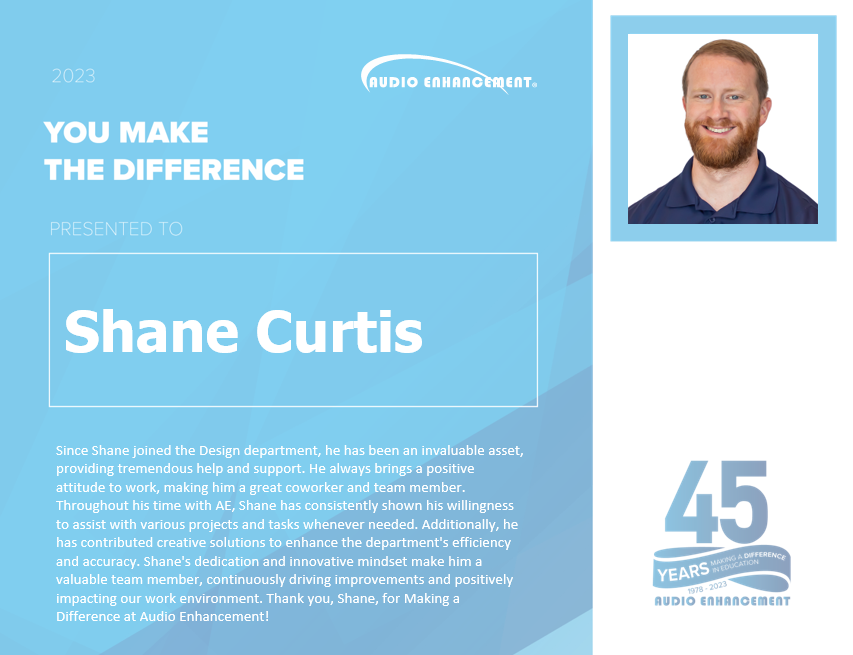 2023
AUDIO ENHANCEMENT®
YOU MAKE
THE DIFFERENCE
PRESENTED TO
Shane Curtis
Since Shane joined the Design department, he has been an invaluable asset,
providing tremendous help and support. He always brings a positive
attitude to work, making him a great coworker and team member.
Throughout his time with AE, Shane has consistently shown his willingness
to assist with various projects and tasks whenever needed. Additionally, he
has contributed creative solutions to enhance the department's efficiency
and accuracy. Shane's dedication and innovative mindset make him a
valuable team member, continuously driving improvements and positively
impacting our work environment. Thank you, Shane, for Making a
Difference at Audio Enhancement!
45
YEARS MAKING A DIFFERENCE
IN EDUCATION
1978 - 2023
AUDIO ENHANCEMENT